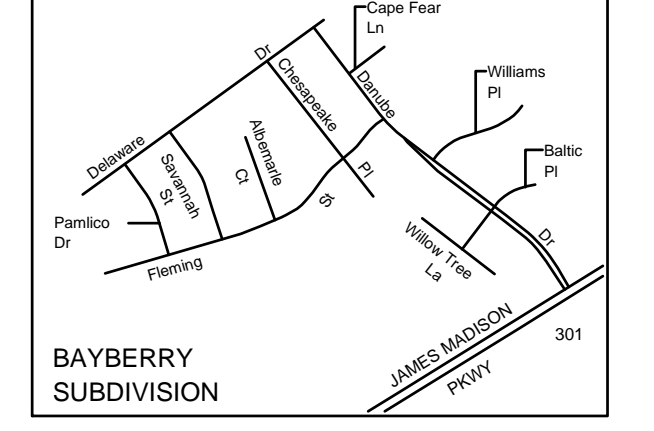 Cape Fear
Ln
Dr
Chesapeake
Pl
Danube
Dr
Williams
Pl
Delaware
Savannah
St
Albemarle
Ct
Baltic
Pl
St
Pamlico
Dr
Fleming
Willow Tree
La
JAMES MADISON
PKWY
301
BAYBERRY
SUBDIVISION